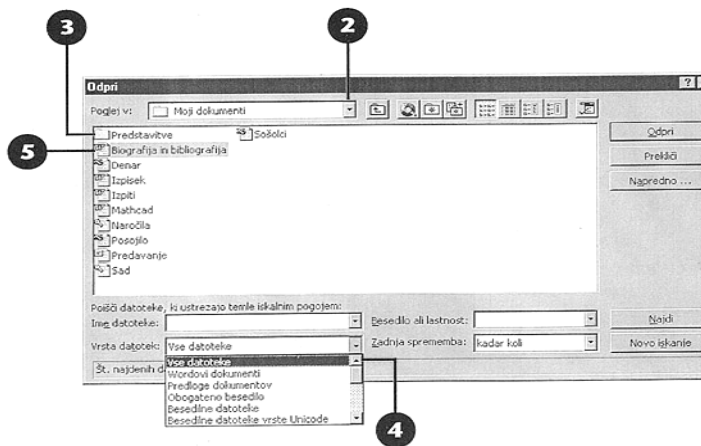 3
2
Odpri
Poglej v:
Moji dokumenti
5
Predstavitve
Biografija in bibliografija
Denar
Izpisek
Izpiti
Mathcad
Naročila
Posojilo
Predavanje
Sad
Sošolci
Odpri
Prekliči
Napredno ...
Poišči datoteke, ki ustrezajo temle iskalnim pogojem:
Ime datoteke:
Besedilo ali lastnost:
Najdi
Vrsta datotek:
Vse datoteke
Zadnja sprememba:
kadar koli
Novo iskanje
Št. najdenih
Vse datoteke
Wordovi dokumenti
Predloge dokumentov
Obogateno besedilo
Besedilne datoteke
Besedilne datoteke vrste Unicode
4